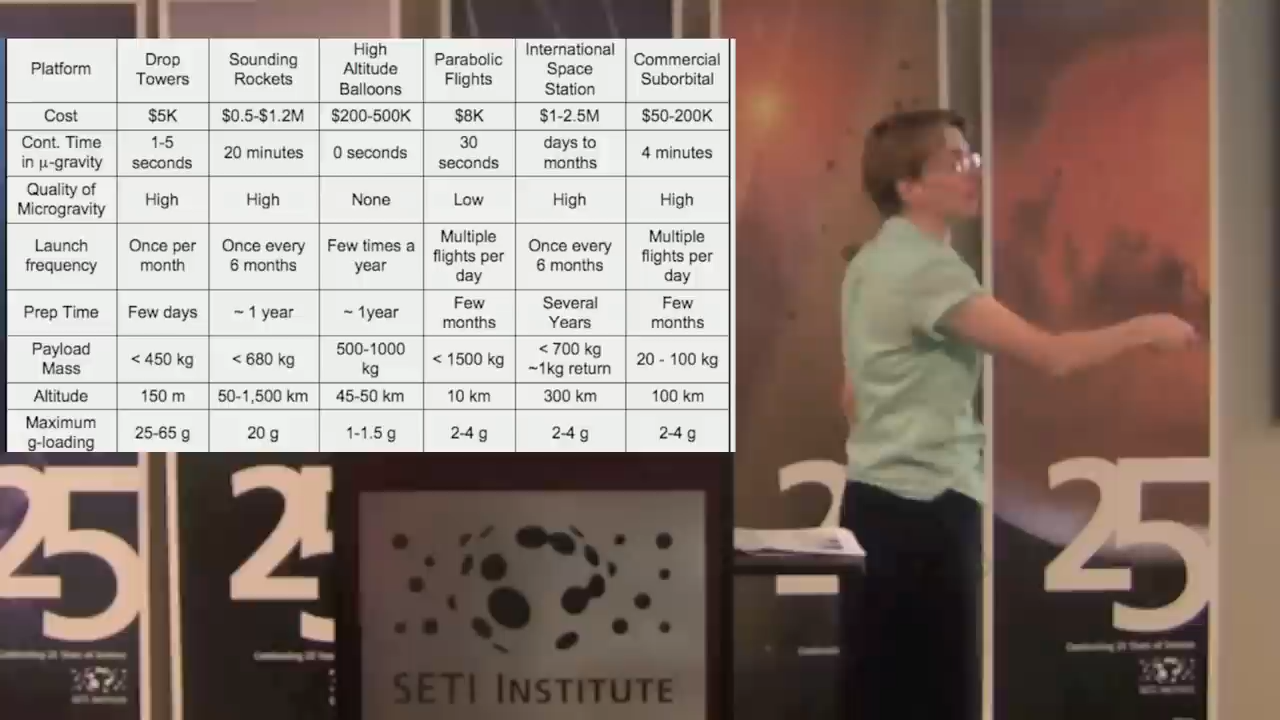 Platform
Drop
Towers
Sounding
Rockets
High
Altitude
Balloons
Parabolic
Flights
International
Space
Station
Commercial
Suborbital
Cost
$5K
$0.5-$1.2M
$200-500K
$8K
$1-2.5M
$50-200K
Cont. Time
in µ-gravity
1-5
seconds
20 minutes
0 seconds
30
seconds
days to
months
4 minutes
Quality of
Microgravity
High
High
None
Low
High
High
Launch
frequency
Once per
month
Once every
6 months
Few times a
year
Multiple
flights per
day
Once every
6 months
Multiple
flights per
day
Prep Time
Few days
~ 1 year
~ 1year
Few
months
Several
Years
Few
months
Payload
Mass
< 450 kg
< 680 kg
500-1000
kg
< 1500 kg
< 700 kg
~1kg return
20 - 100 kg
Altitude
150 m
50-1,500 km
45-50 km
10 km
300 km
100 km
Maximum
g-loading
25-65 g
20 g
1-1.5 g
2-4 g
2-4 g
2-4 g
25
25
2
25
SETI INSTITUTE